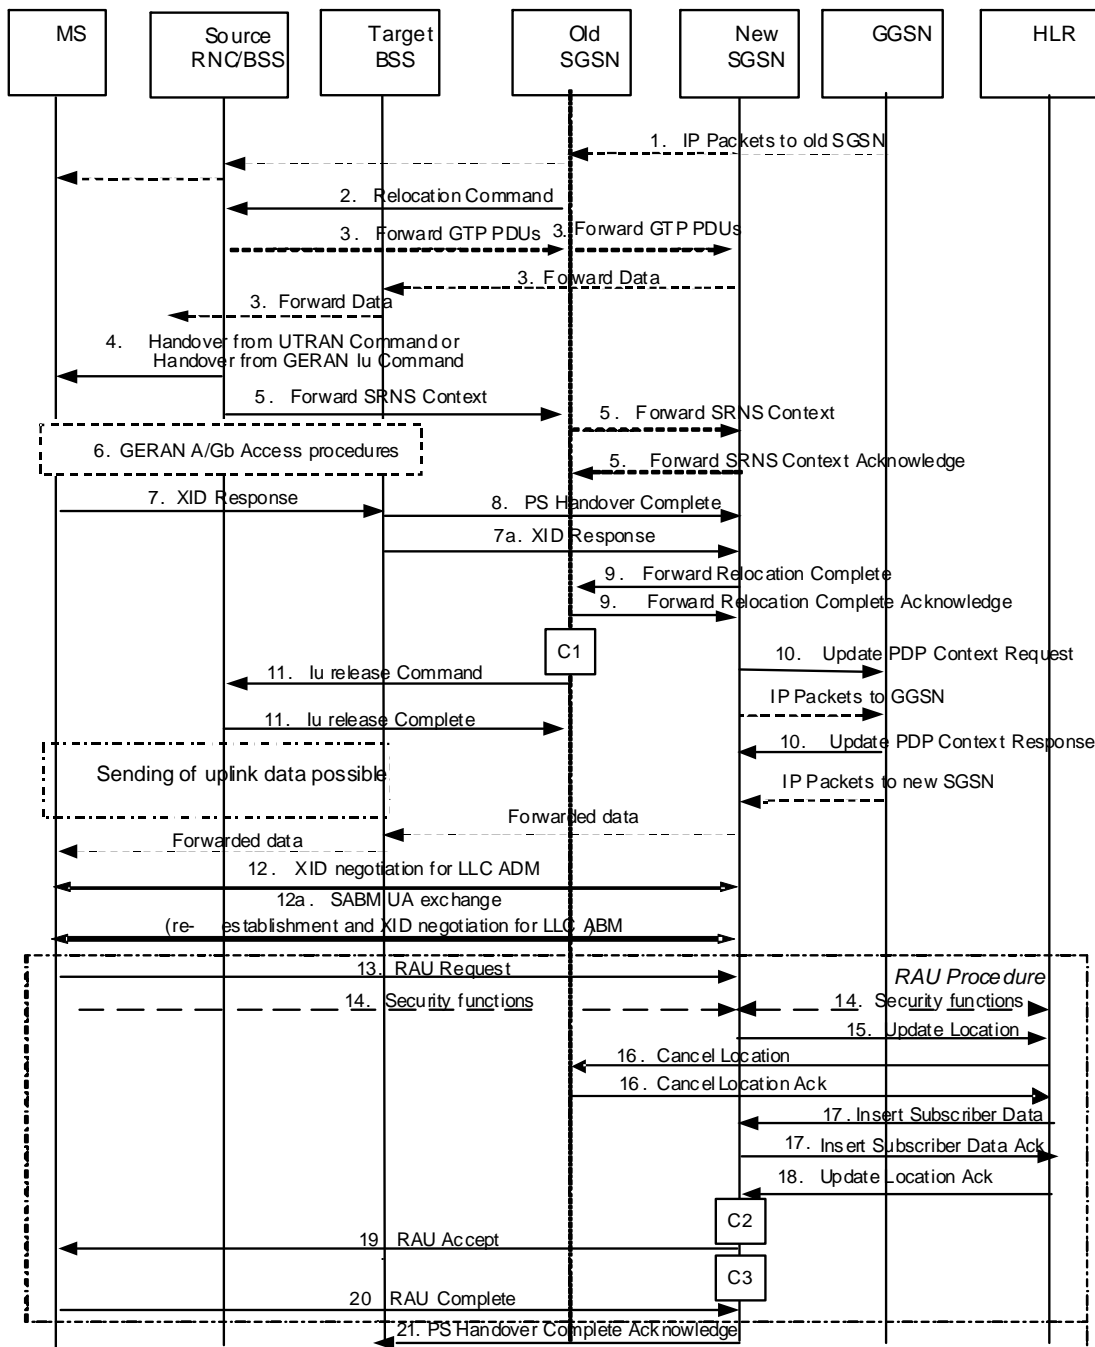 MS
Source
RNC/BSS
Target
BSS
Old
SGSN
New
SGSN
GGSN
HLR
1. IP Packets to old SGSN
2. Relocation Command
3. Forward GTP PDUs
3. Forward GTP PDUs
3. Forward Data
3. Forward Data
4. Handover from UTRAN Command or
Handover from GERAN Iu Command
5. Forward SRNS Context
5. Forward SRNS Context
6. GERAN A/Gb Access procedures
5. Forward SRNS Context Acknowledge
7. XID Response
8. PS Handover Complete
7a. XID Response
9. Forward Relocation Complete
9. Forward Relocation Complete Acknowledge
C1
10. Update PDP Context Request
11. Iu release Command
IP Packets to GGSN
11. Iu release Complete
10. Update PDP Context Response
Sending of uplink data possible
IP Packets to new SGSN
Forwarded data
Forwarded data
12. XID negotiation for LLC ADM
12a. SABM UA exchange
(re- establishment and XID negotiation for LLC ABM)
13. RAU Request
RAU Procedure
14. Security functions
14. Security functions
15. Update Location
16. Cancel Location
16. Cancel Location Ack
17. Insert Subscriber Data
17. Insert Subscriber Data Ack
18. Update Location Ack
C2
19. RAU Accept
C3
20 RAU Complete
21. PS Handover Complete Acknowledge